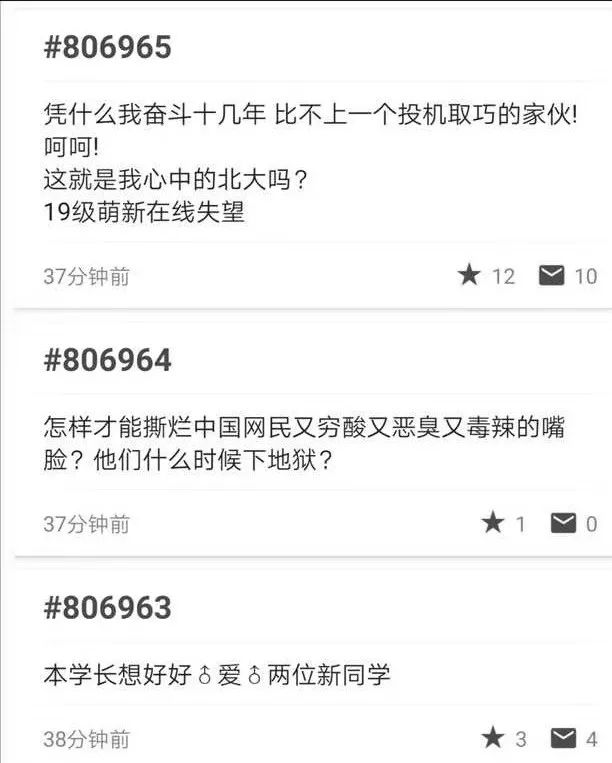 #806965
凭什么我奋斗十几年 比不上一个投机取巧的家伙!
呵呵!
这就是我心中的北大吗?
19级萌新在线失望
37分钟前 ★ 12 10
#806964
怎样才能撕烂中国网民又穷酸又恶臭又毒辣的嘴
脸? 他们什么时候下地狱?
37分钟前 ★ 1 0
#806963
本学长想好好♂爱♂两位新同学
38分钟前 ★ 3 4